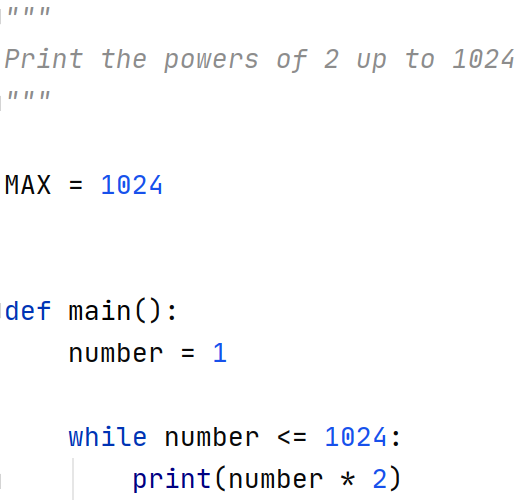 """
Print the powers of 2 up to 1024
"""
MAX = 1024
def main():
    number = 1
    while number <= 1024:
        print(number * 2)